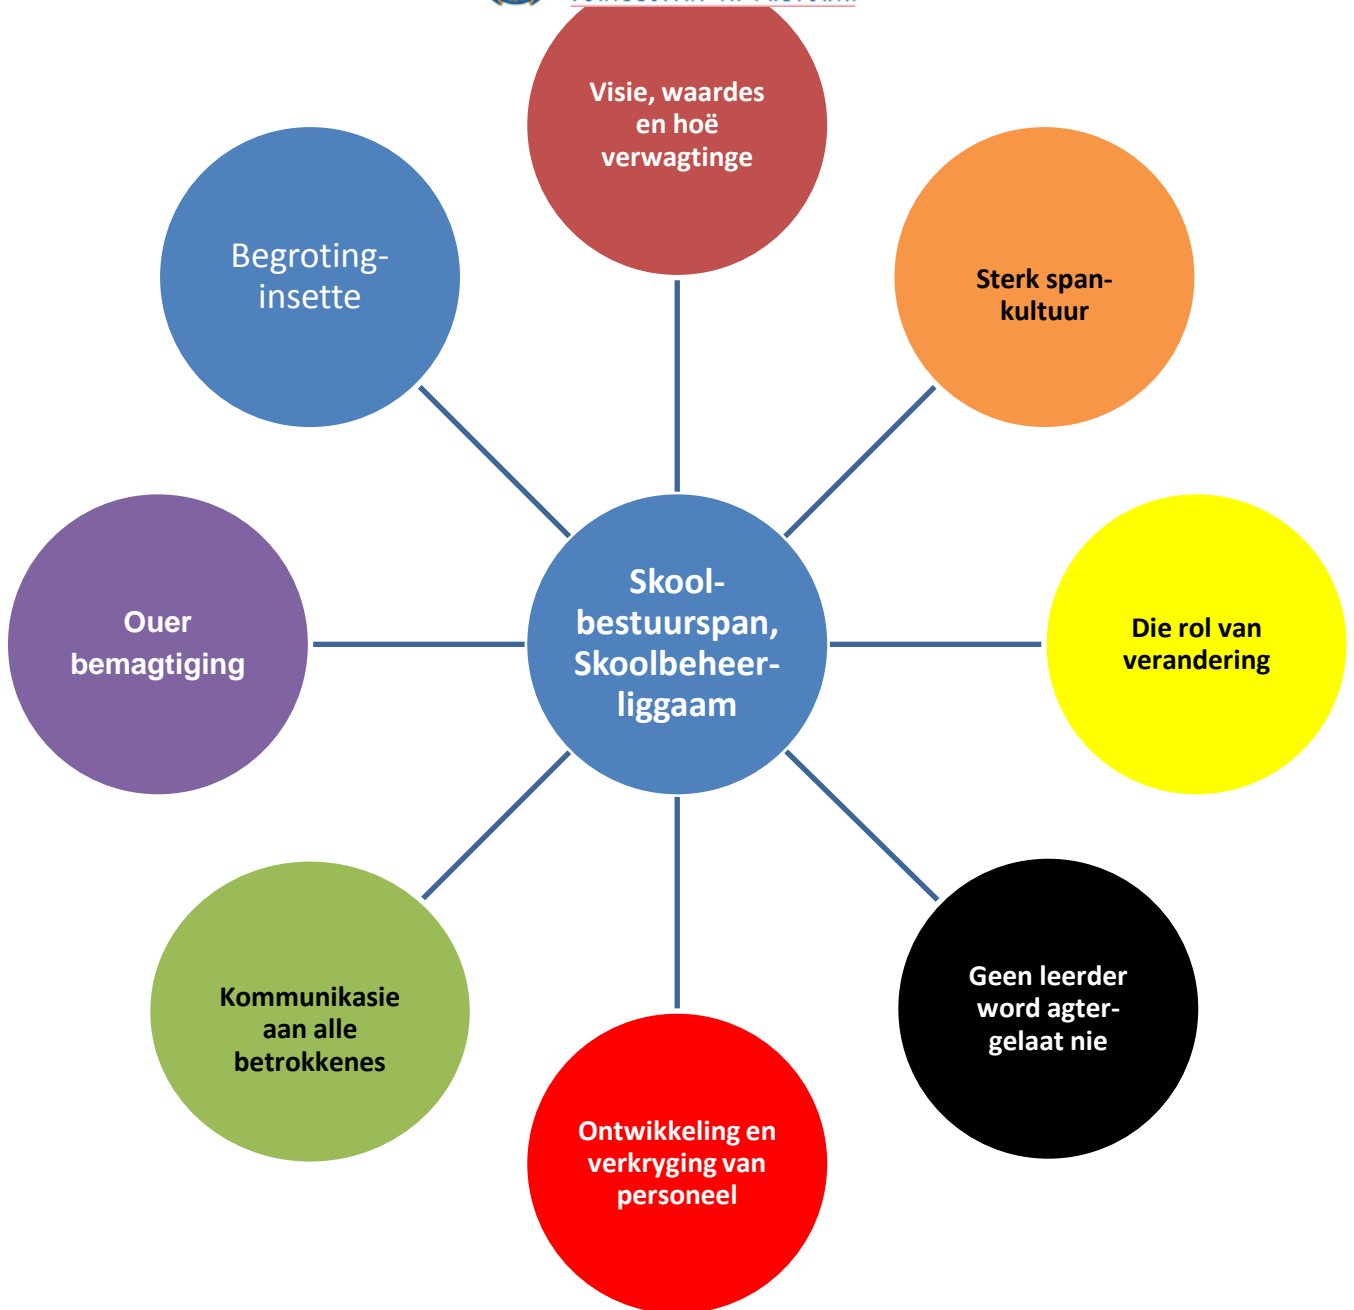 Visie, waardes
en hoë
verwagtinge
Sterk span-
kultuur
Die rol van
verandering
Geen leerder
word agter-
gelaat nie
Ontwikkeling en
verkryging van
personeel
Kommunikasie
aan alle
betrokkenes
Ouer
bemagtiging
Begroting-
insette
Skool-
bestuurspan,
Skoolbeheer-
liggaam